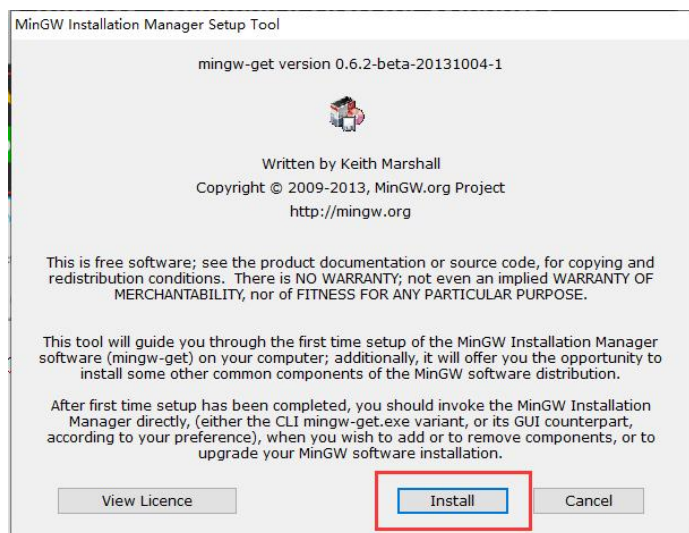 MinGW Installation Manager Setup Tool
mingw-get version 0.6.2-beta-20131004-1
Written by Keith Marshall
Copyright © 2009-2013, MinGW.org Project
http://mingw.org
This is free software; see the product documentation or source code, for copying and
redistribution conditions.  There is NO WARRANTY; not even an implied WARRANTY OF
MERCHANTABILITY, nor of FITNESS FOR ANY PARTICULAR PURPOSE.
This tool will guide you through the first time setup of the MinGW Installation Manager
software (mingw-get) on your computer; additionally, it will offer you the opportunity to
install some other common components of the MinGW software distribution.
After first time setup has been completed, you should invoke the MinGW Installation
Manager directly, (either the CLI mingw-get.exe variant, or its GUI counterpart,
according to your preference), when you wish to add or to remove components, or to
upgrade your MinGW software installation.
View Licence
Install
Cancel